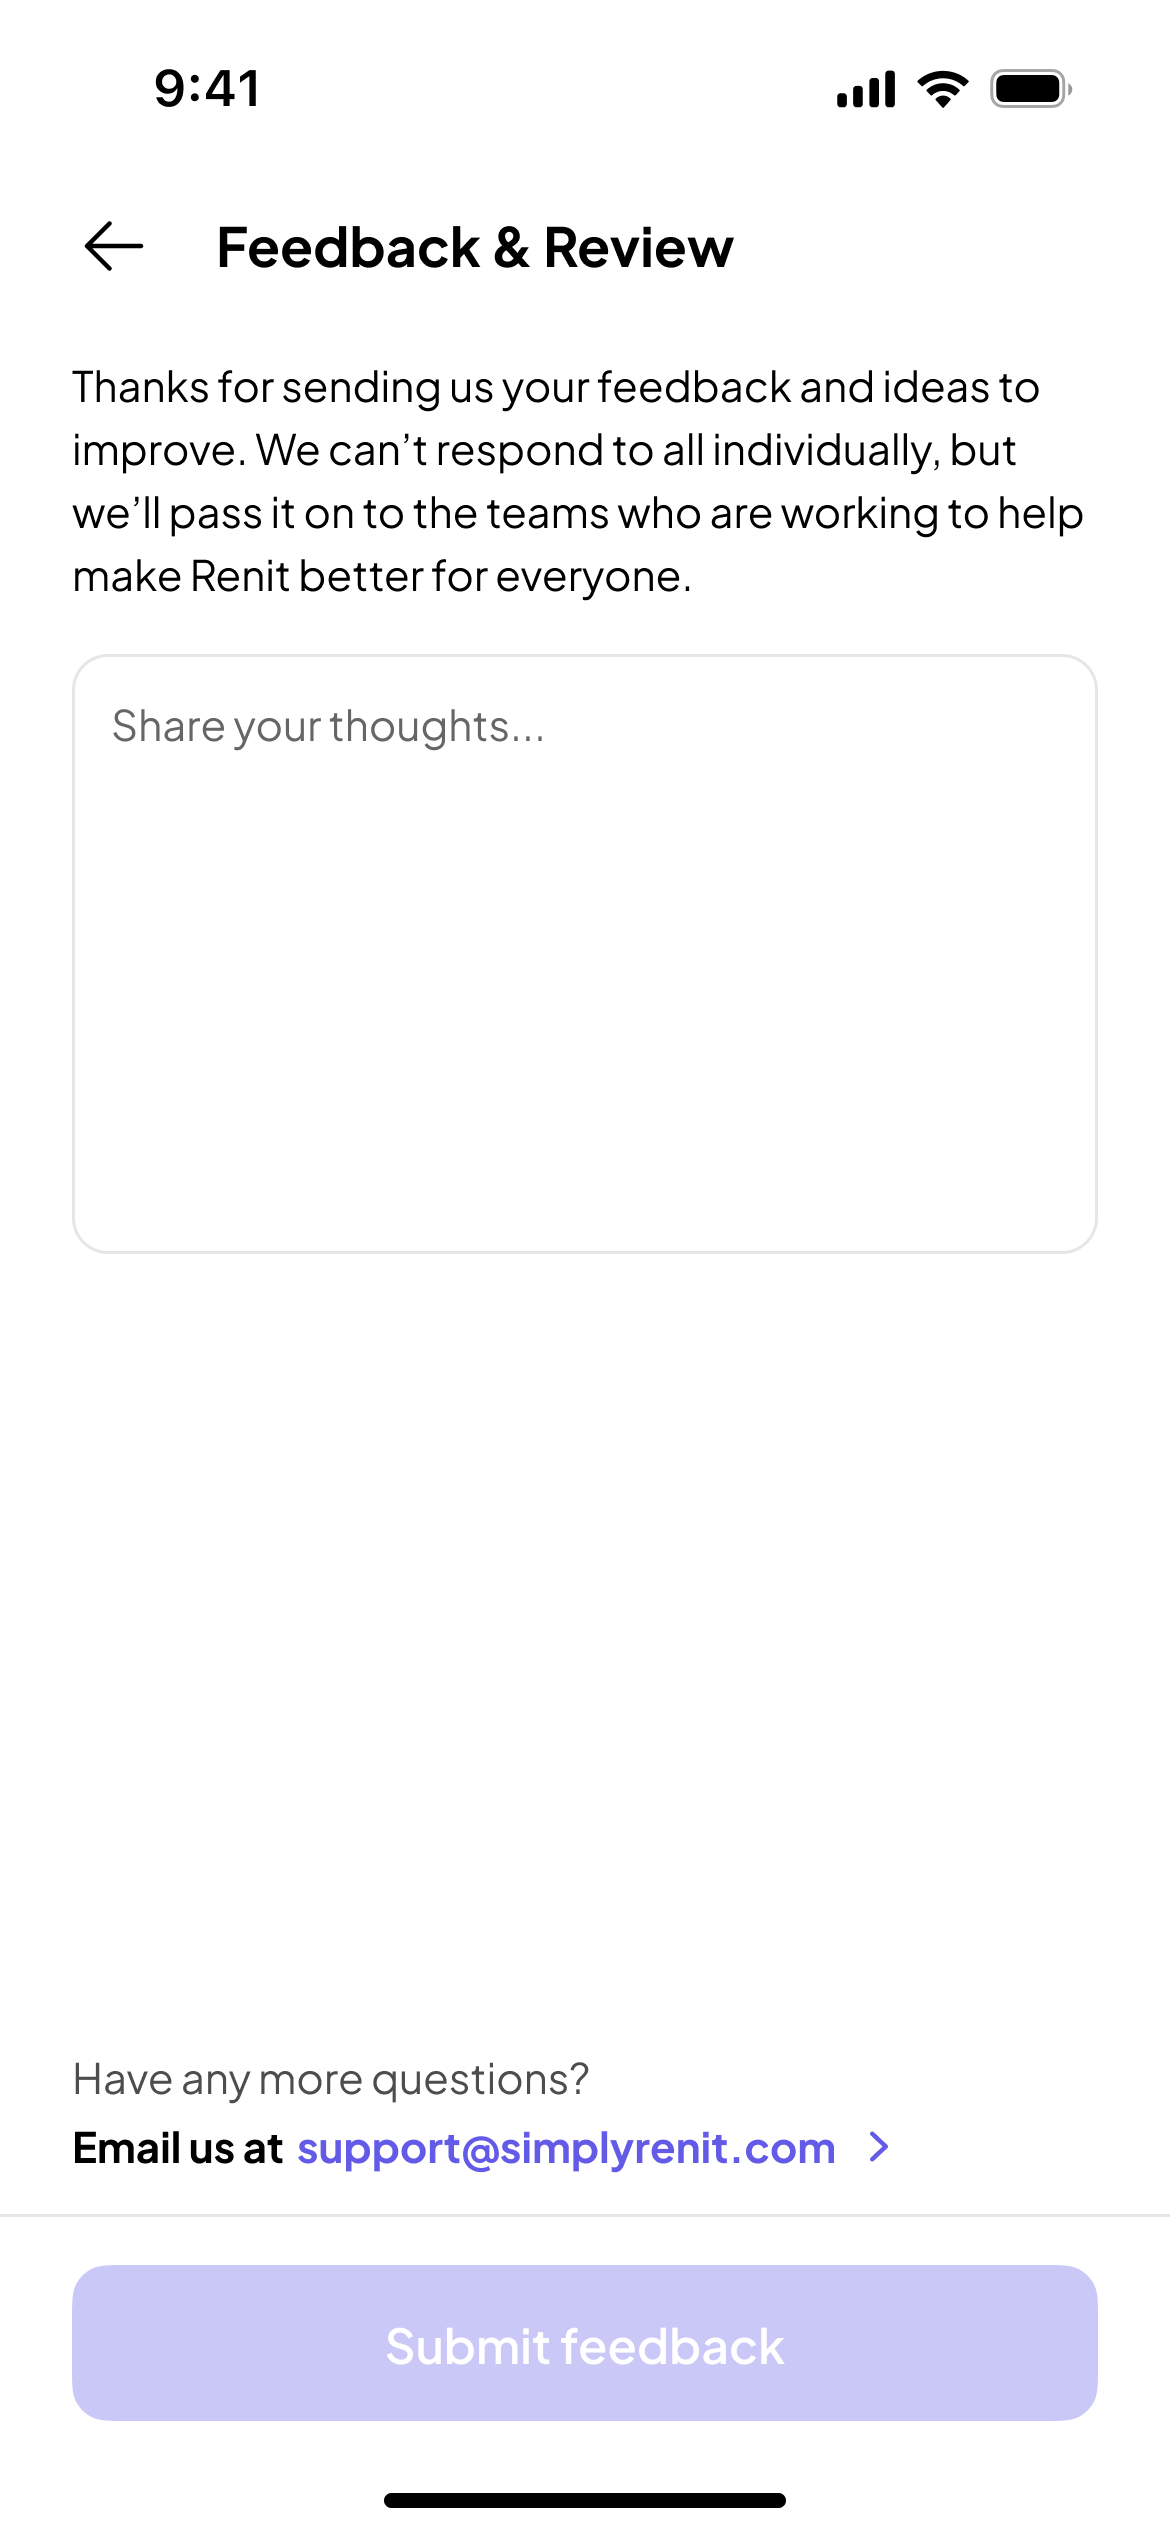 9:41
Feedback & Review
Thanks for sending us your feedback and ideas to
improve. We can’t respond to all individually, but
we’ll pass it on to the teams who are working to help
make Renit better for everyone.
Share your thoughts...
Have any more questions?
Email us at support@simplyrenit.com
Submit feedback